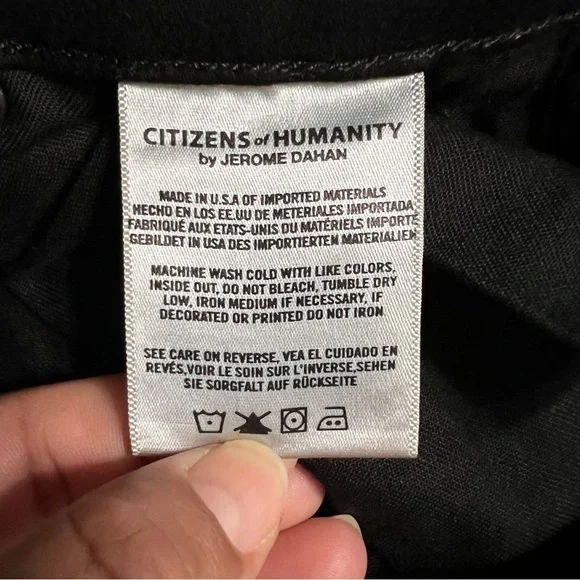 CITIZENS of HUMANITY
by JEROME DAHAN
MADE IN U.S.A OF IMPORTED MATERIALS
HECHO EN LOS EE.UU DE METERIALES IMPORTADA
FABRIQUÉ AUX ETATS-UNIS DU MATÉRIELS IMPORTÉ
GEBILDET IN USA DES IMPORTIERTEN MATERIALIEN
MACHINE WASH COLD WITH LIKE COLORS,
INSIDE OUT, DO NOT BLEACH, TUMBLE DRY
LOW, IRON MEDIUM IF NECESSARY, IF
DECORATED OR PRINTED DO NOT IRON
SEE CARE ON REVERSE, VEA EL CUIDADO EN
REVÉS,VOIR LE SOIN SUR L'INVERSE,SEHEN
SIE SORGFALT AUF RÜCKSEITE